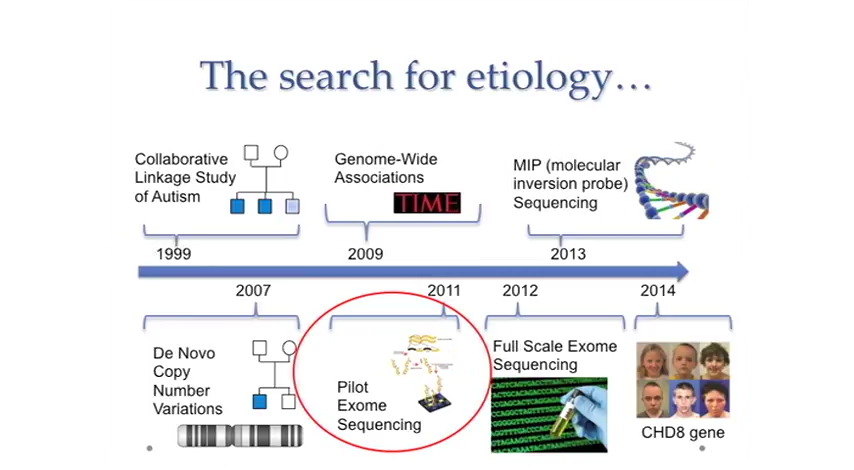 The search for etiology…
Collaborative
Linkage Study
of Autism
Genome-Wide
Associations
TIME
MIP (molecular
inversion probe)
Sequencing
1999
2009
2013
2007
2011
2012
2014
De Novo
Copy
Number
Variations
Pilot
Exome
Sequencing
Full Scale Exome
Sequencing
CHD8 gene